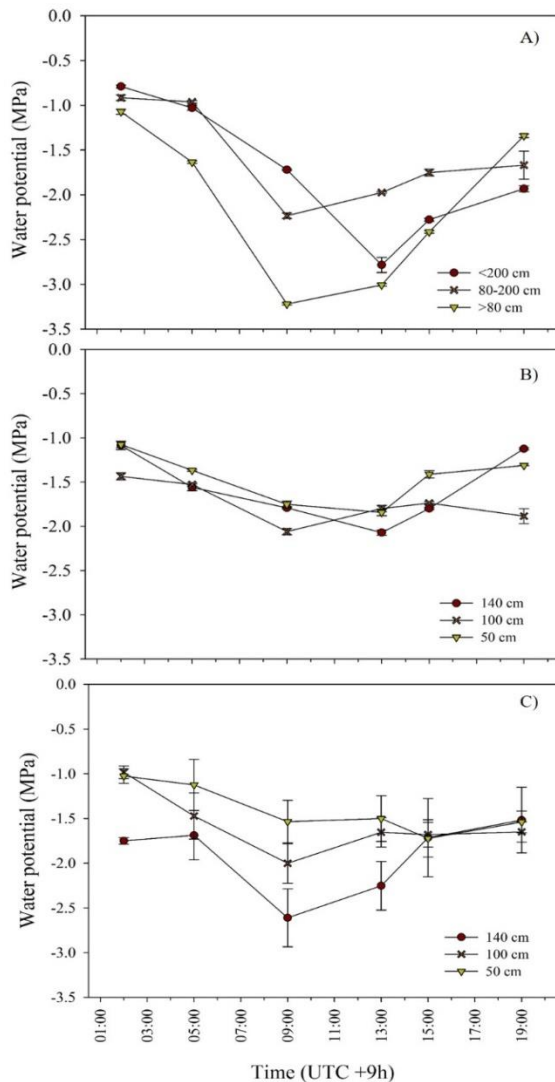 A)
Water potential (MPa)
0.0
-0.5
-1.0
-1.5
-2.0
-2.5
-3.0
-3.5
<200 cm
80-200 cm
>80 cm
B)
Water potential (MPa)
0.0
-0.5
-1.0
-1.5
-2.0
-2.5
-3.0
-3.5
140 cm
100 cm
50 cm
C)
Water potential (MPa)
0.0
-0.5
-1.0
-1.5
-2.0
-2.5
-3.0
-3.5
140 cm
100 cm
50 cm
01:00
03:00
05:00
07:00
09:00
11:00
13:00
15:00
17:00
19:00
Time (UTC +9h)